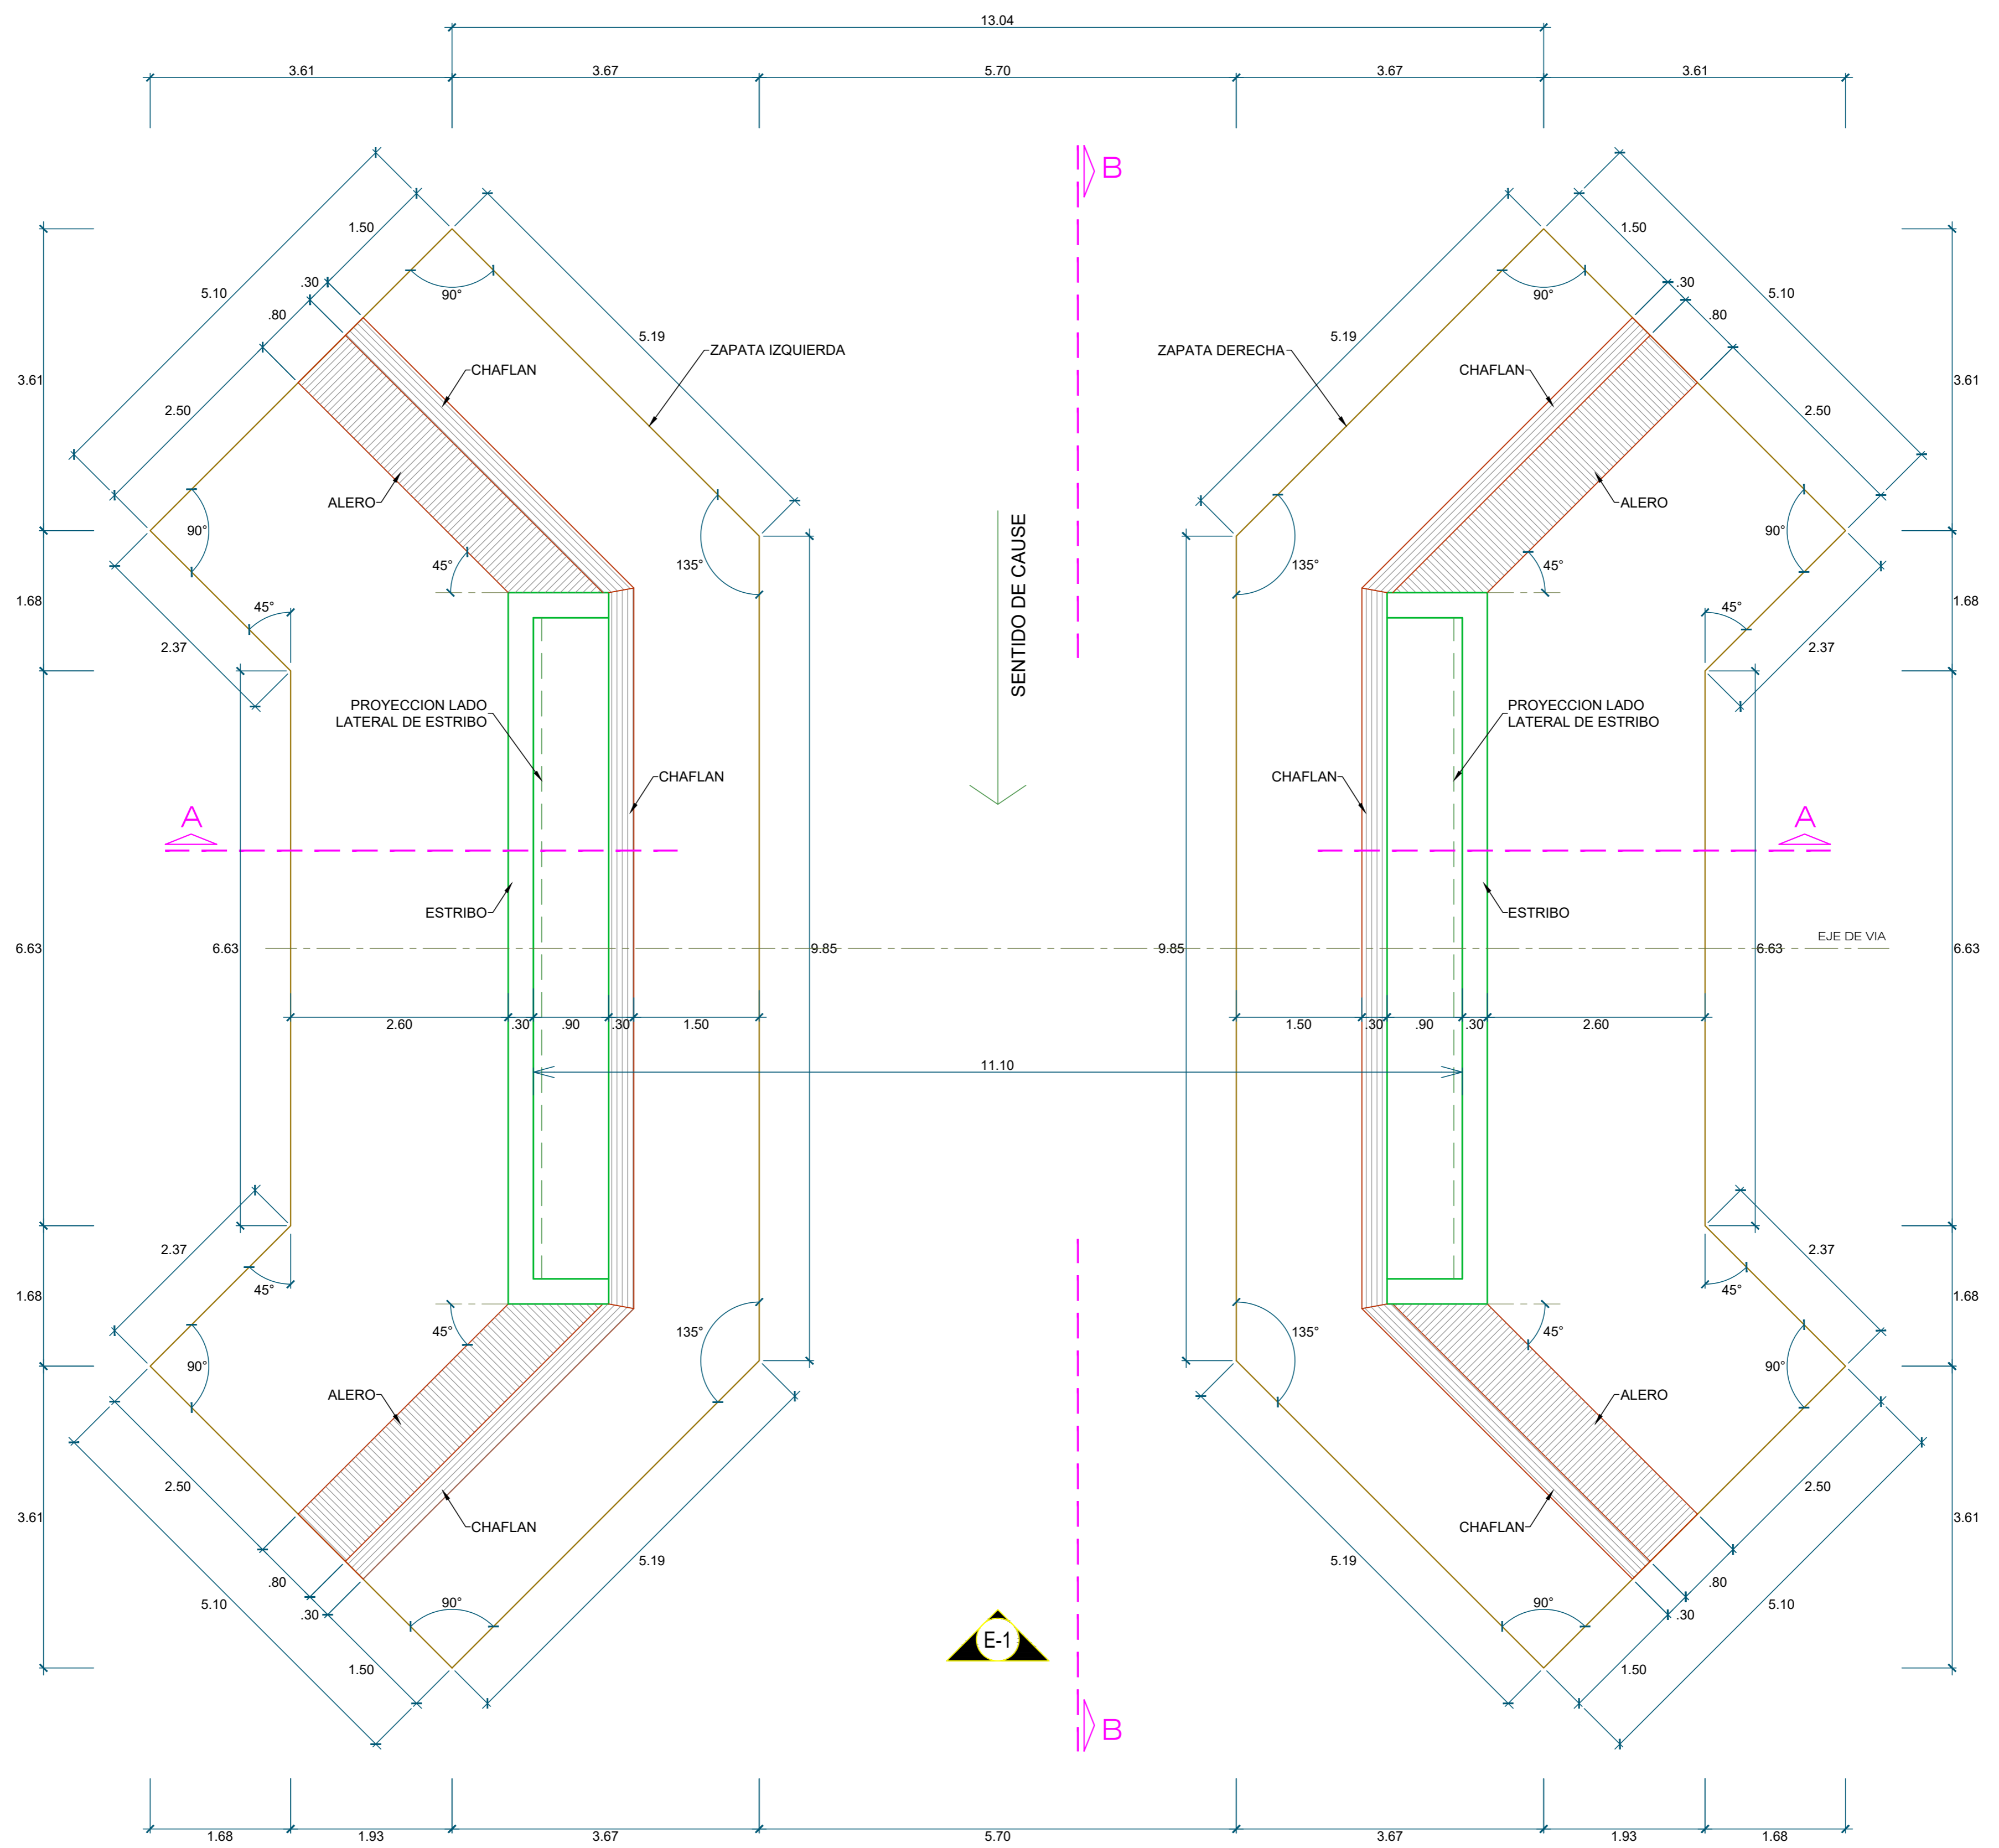 13.04
3.61 3.67 5.70 3.67 3.61
B
1.50 1.50
.30 .30
5.10 90° 90° 5.10
.80 .80
5.19 ZAPATA IZQUIERDA ZAPATA DERECHA 5.19
CHAFLAN CHAFLAN
3.61 3.61
2.50 2.50
ALERO ALERO
90° 90°
SENTIDO DE CAUSE
45° 135° 135° 45°
1.68 45° 45° 1.68
2.37 2.37
PROYECCION LADO
LATERAL DE ESTRIBO
PROYECCION LADO
LATERAL DE ESTRIBO
CHAFLAN CHAFLAN
A A
ESTRIBO ESTRIBO
EJE DE VIA
6.63 6.63 9.85 9.85 6.63 6.63
2.60 .30 .90 .30 1.50 1.50 .30 .90 .30 2.60
11.10
2.37 2.37
1.68 45° 45° 1.68
45° 135° 135° 45°
90° 90°
ALERO ALERO
2.50 2.50
3.61 3.61
CHAFLAN CHAFLAN
5.19 5.19
.80 .80
5.10 90° 90° 5.10
.30 .30
E-1
1.50 1.50
B
1.68 1.93 3.67 5.70 3.67 1.93 1.68